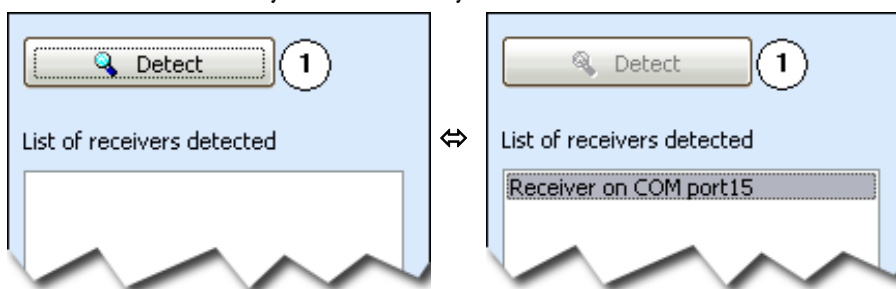 Detect 1
List of receivers detected
⇔
Detect 1
List of receivers detected
Receiver on COM port15